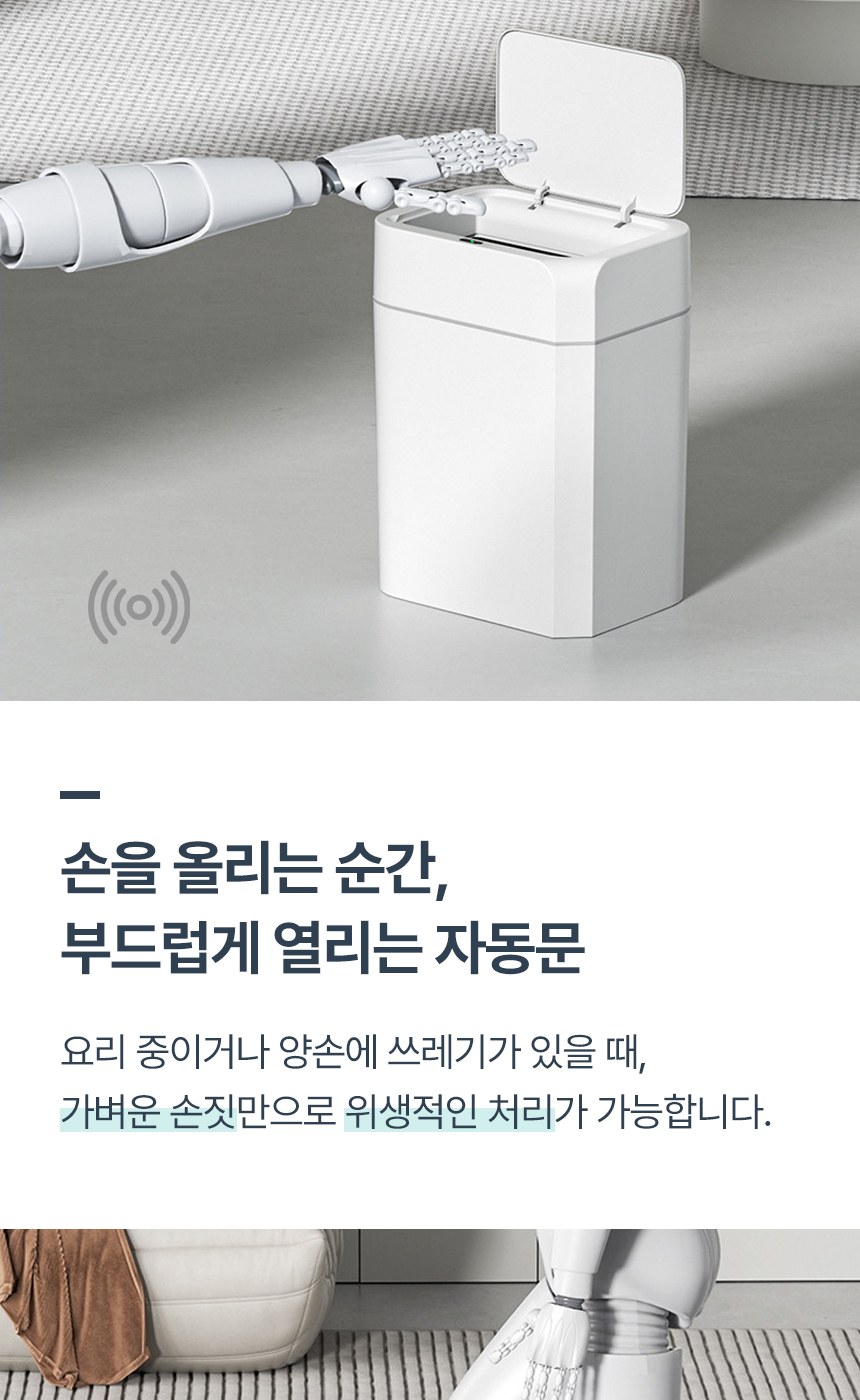 손을 올리는 순간,
부드럽게 열리는 자동문
요리 중이거나 양손에 쓰레기가 있을 때,
가벼운 손짓만으로 위생적인 처리가 가능합니다.